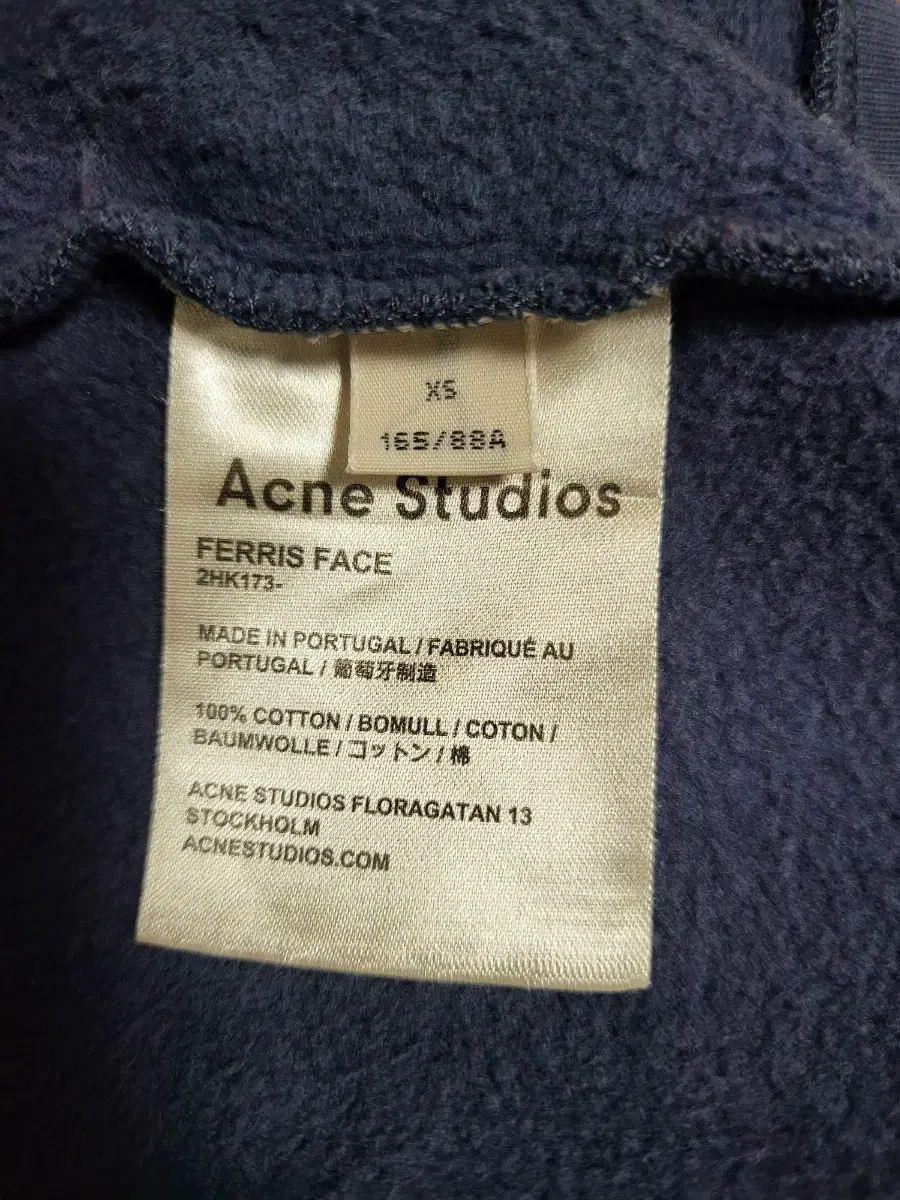 XS
165/88A
Acne Studios
FERRIS FACE
2HK173-
MADE IN PORTUGAL / FABRIQUÉ AU
PORTUGAL / 葡萄牙制造
100% COTTON / BOMULL / COTON /
BAUMWOLLE / コットン / 棉
ACNE STUDIOS FLORAGATAN 13
STOCKHOLM
ACNESTUDIOS.COM